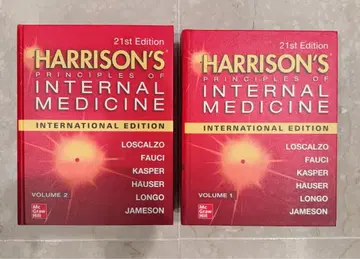 21st Edition
HARRISON'S
PRINCIPLES OF
INTERNAL
MEDICINE
INTERNATIONAL EDITION
LOSCALZO
FAUCI
KASPER
HAUSER
LONGO
JAMESON
VOLUME 2
Mc
Graw
Hill
21st Edition
HARRISON'S
PRINCIPLES OF
INTERNAL
MEDICINE
INTERNATIONAL EDITION
LOSCALZO
FAUCI
KASPER
HAUSER
LONGO
JAMESON
VOLUME 1
Mc
Graw
Hill